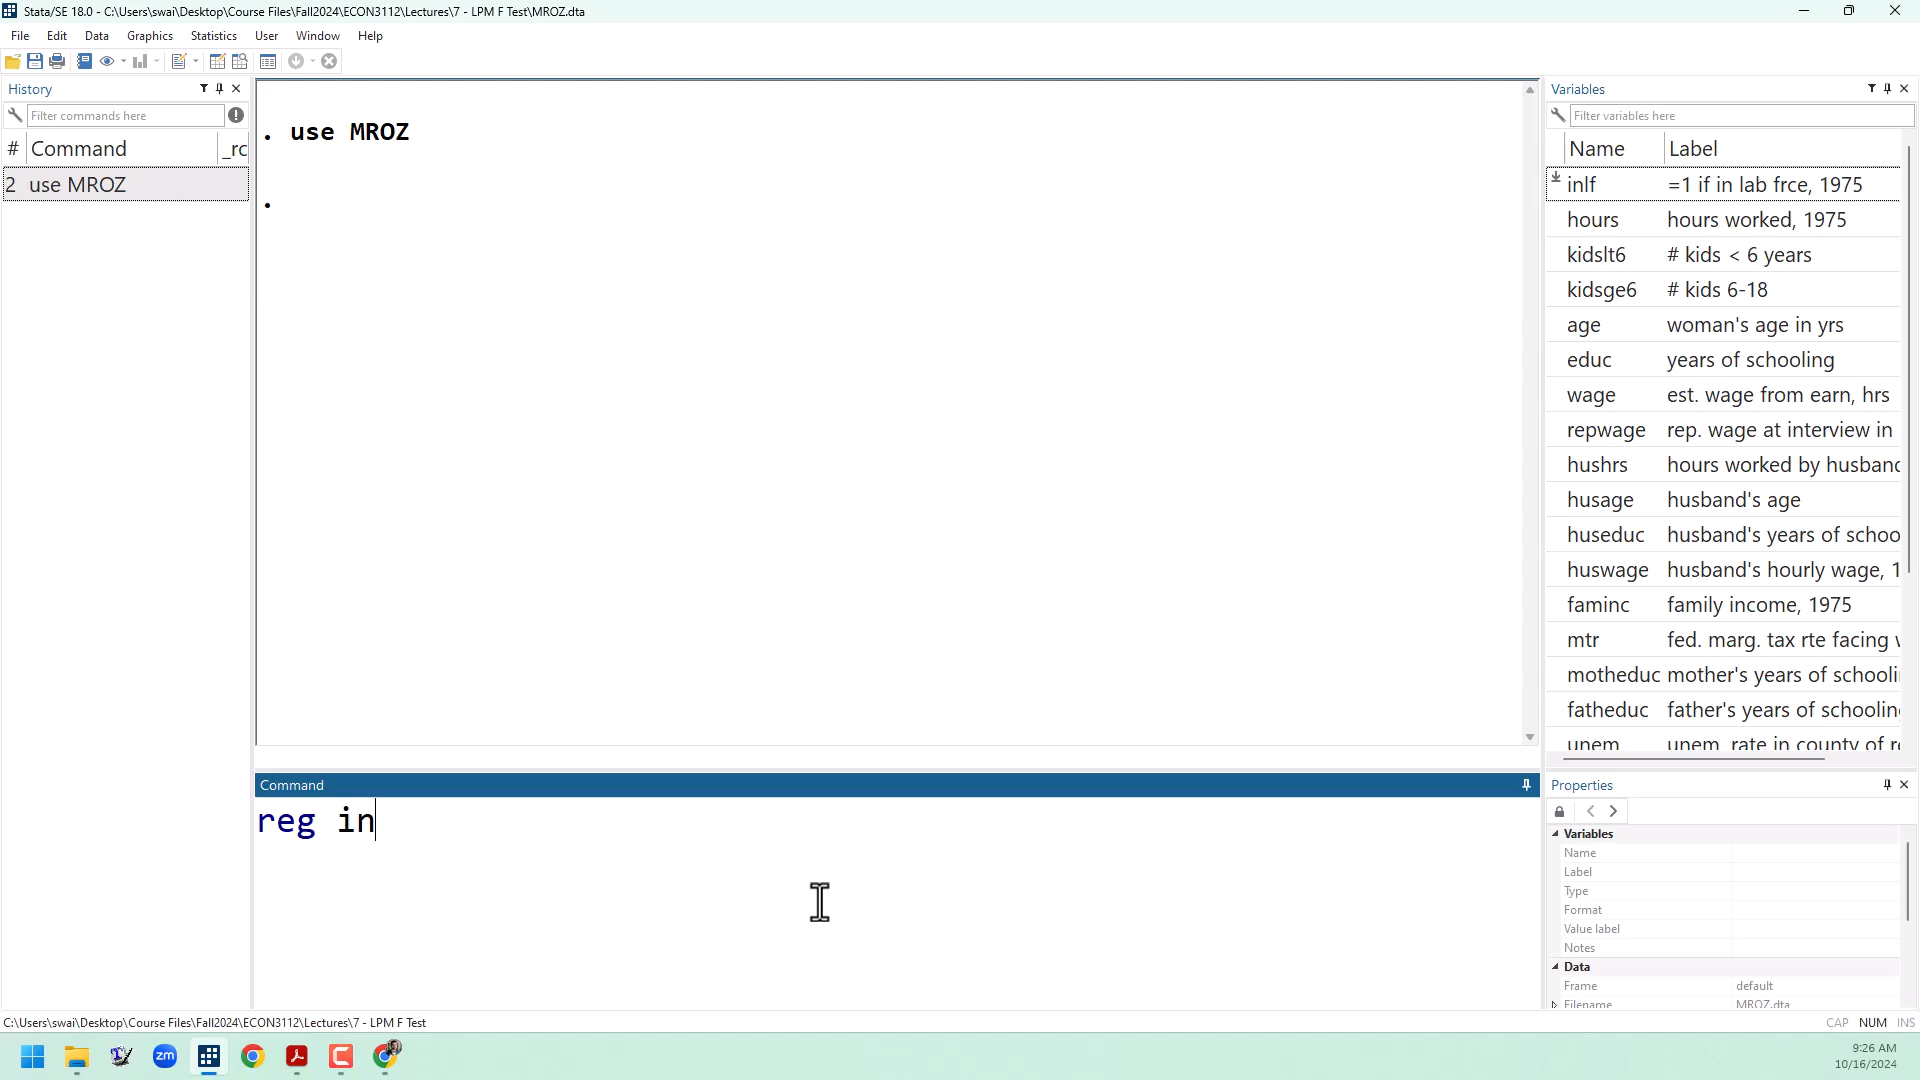 Stata/SE 18.0 - C:\Users\swai\Desktop\Course Files\Fall2024\ECON3112\Lectures\7 - LPM F Test\MROZ.dta
File Edit Data Graphics Statistics User Window Help
History
Filter commands here
# Command _rc
2 use MROZ
. use MROZ
.
Command
reg in
Variables
Filter variables here
Name Label
inlf =1 if in lab frce, 1975
hours hours worked, 1975
kidslt6 # kids < 6 years
kidsge6 # kids 6-18
age woman's age in yrs
educ years of schooling
wage est. wage from earn, hrs
repwage rep. wage at interview in
hushrs hours worked by husband
husage husband's age
huseduc husband's years of schoo
huswage husband's hourly wage, 1
faminc family income, 1975
mtr fed. marg. tax rte facing
motheduc mother's years of schooli
fatheduc father's years of schoolin
unem unem. rate in county of r
Properties
Variables
Name
Label
Type
Format
Value label
Notes
Data
Frame default
Filename MROZ.dta
C:\Users\swai\Desktop\Course Files\Fall2024\ECON3112\Lectures\7 - LPM F Test
CAP NUM INS
zm
9:26 AM
10/16/2024